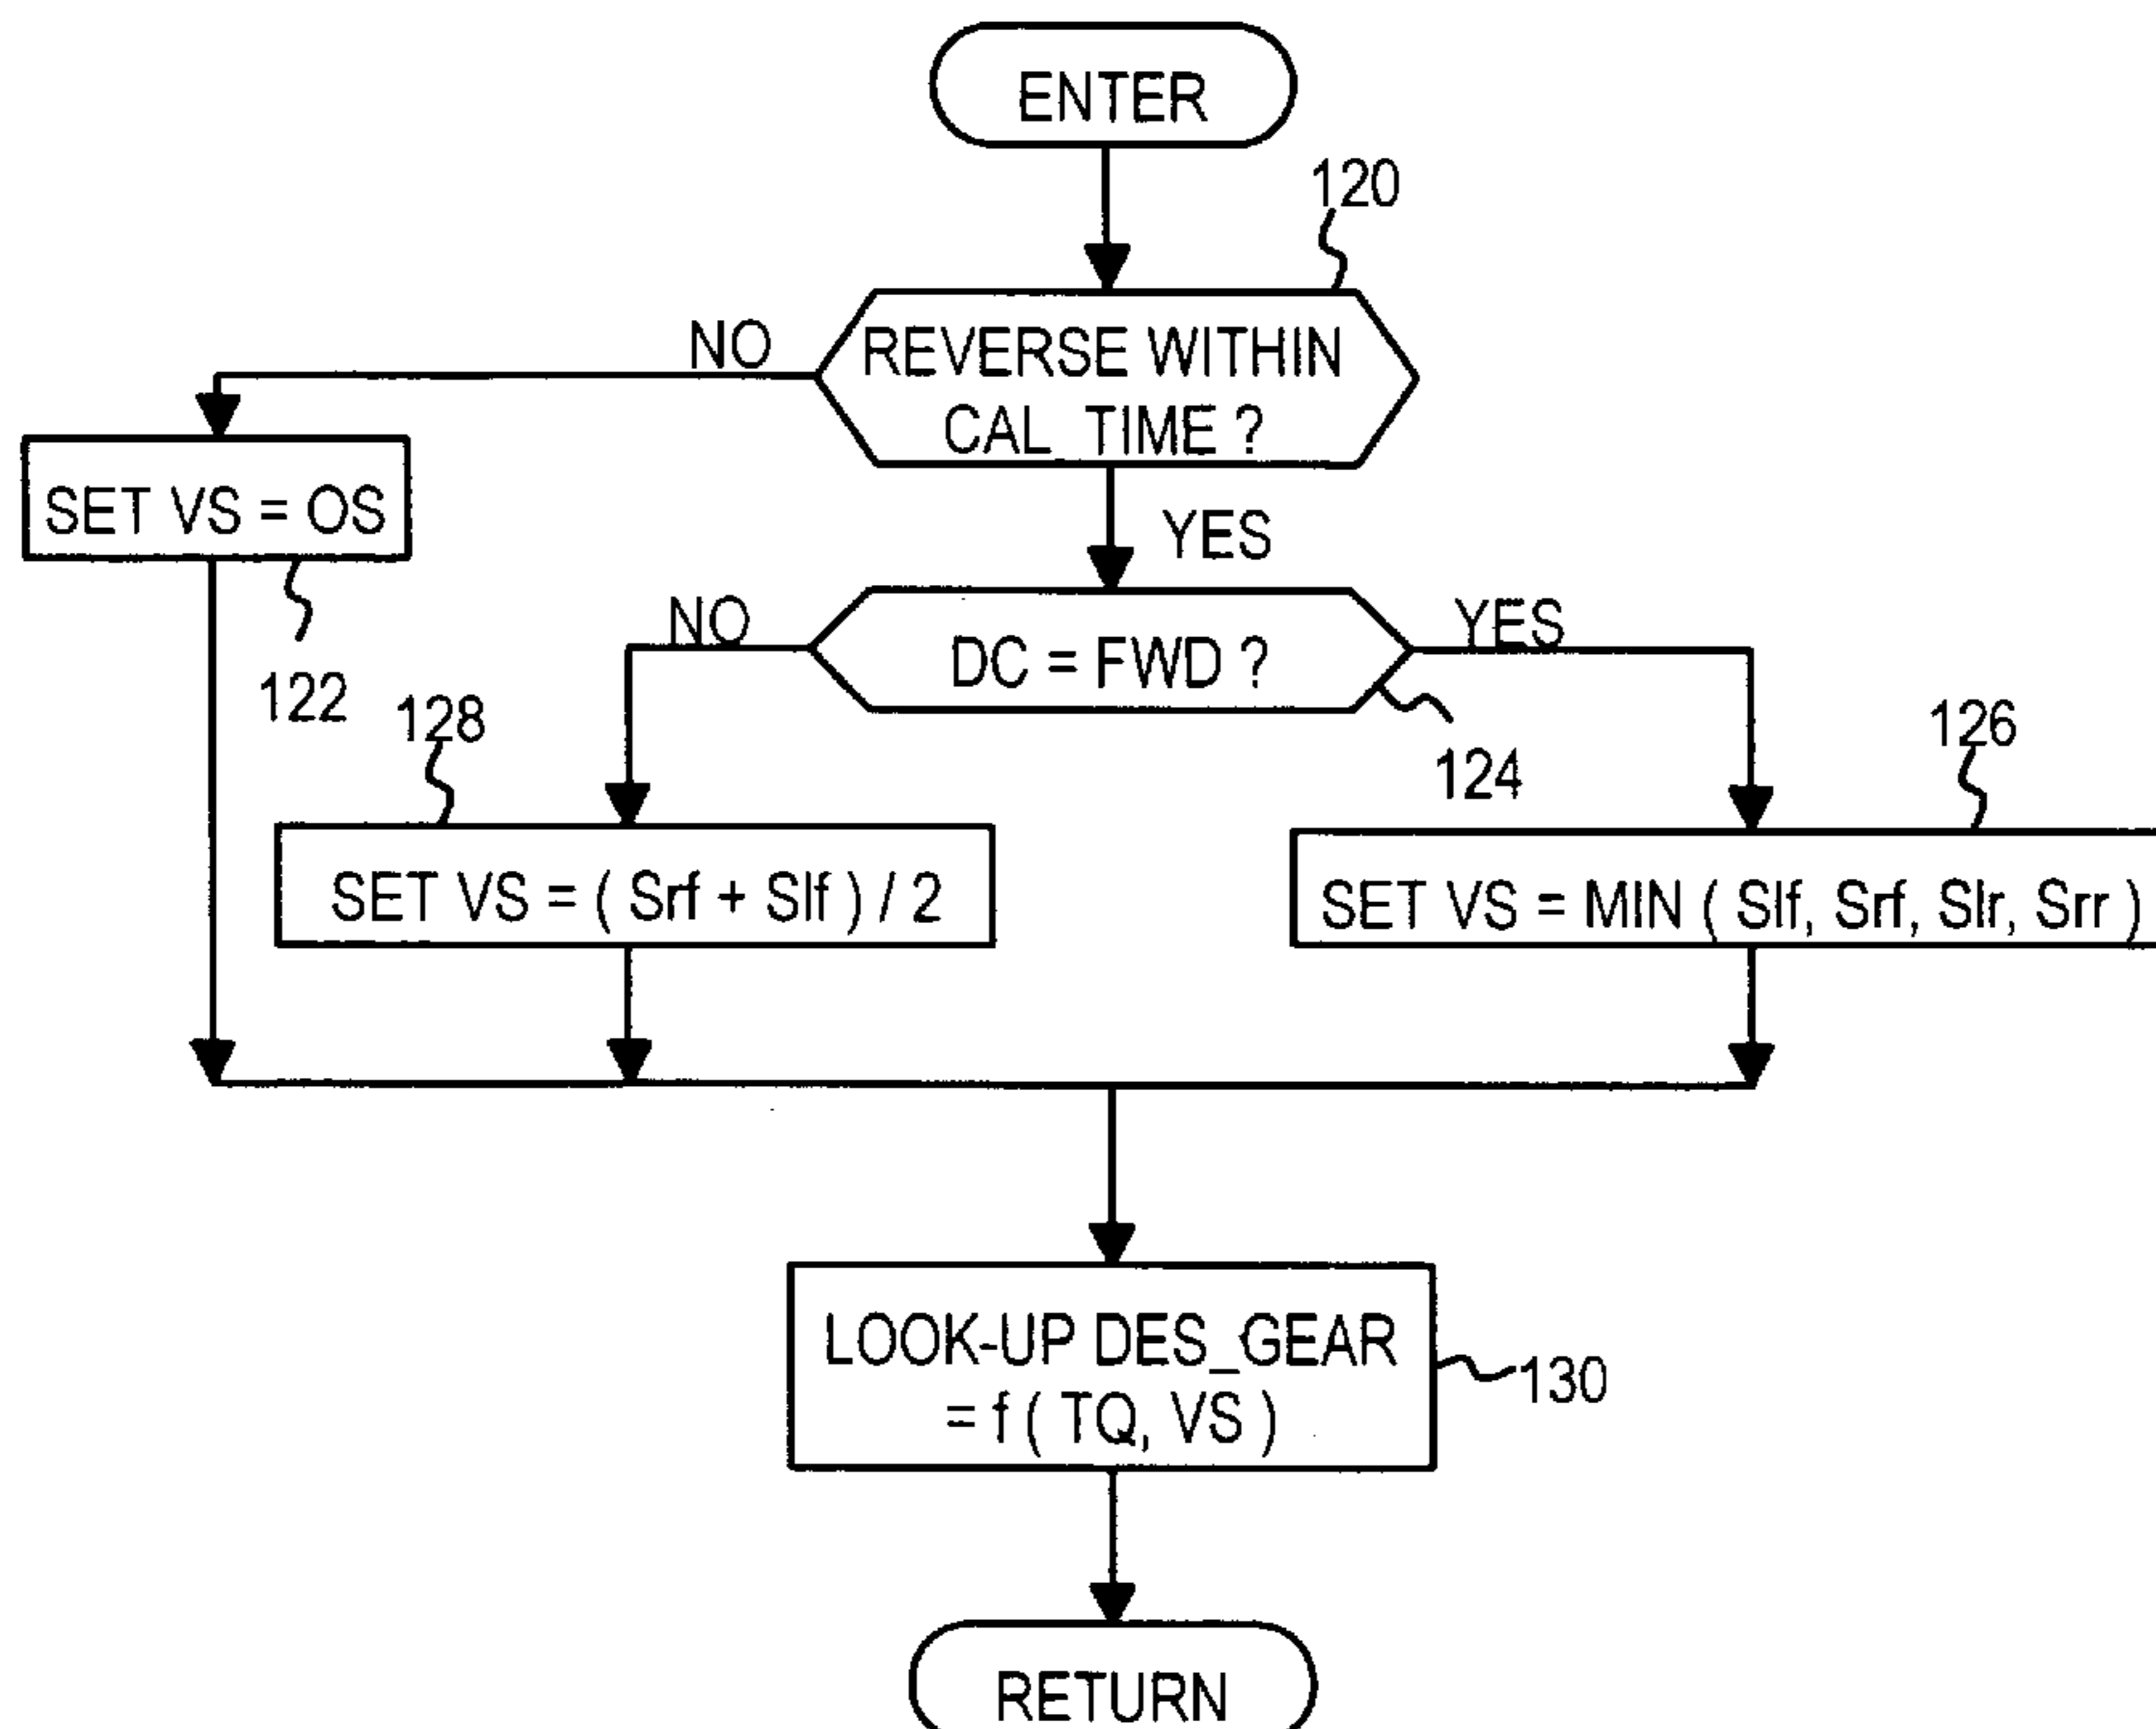 ENTER
120
NO
REVERSE WITHIN
CAL TIME ?
SET VS = OS
YES
122
NO
DC = FWD ?
YES
128
124
126
SET VS = ( Srf + Slf ) / 2
SET VS = MIN ( Slf, Srf, Slr, Srr )
LOOK-UP DES_GEAR
= f ( TQ, VS )
130
RETURN